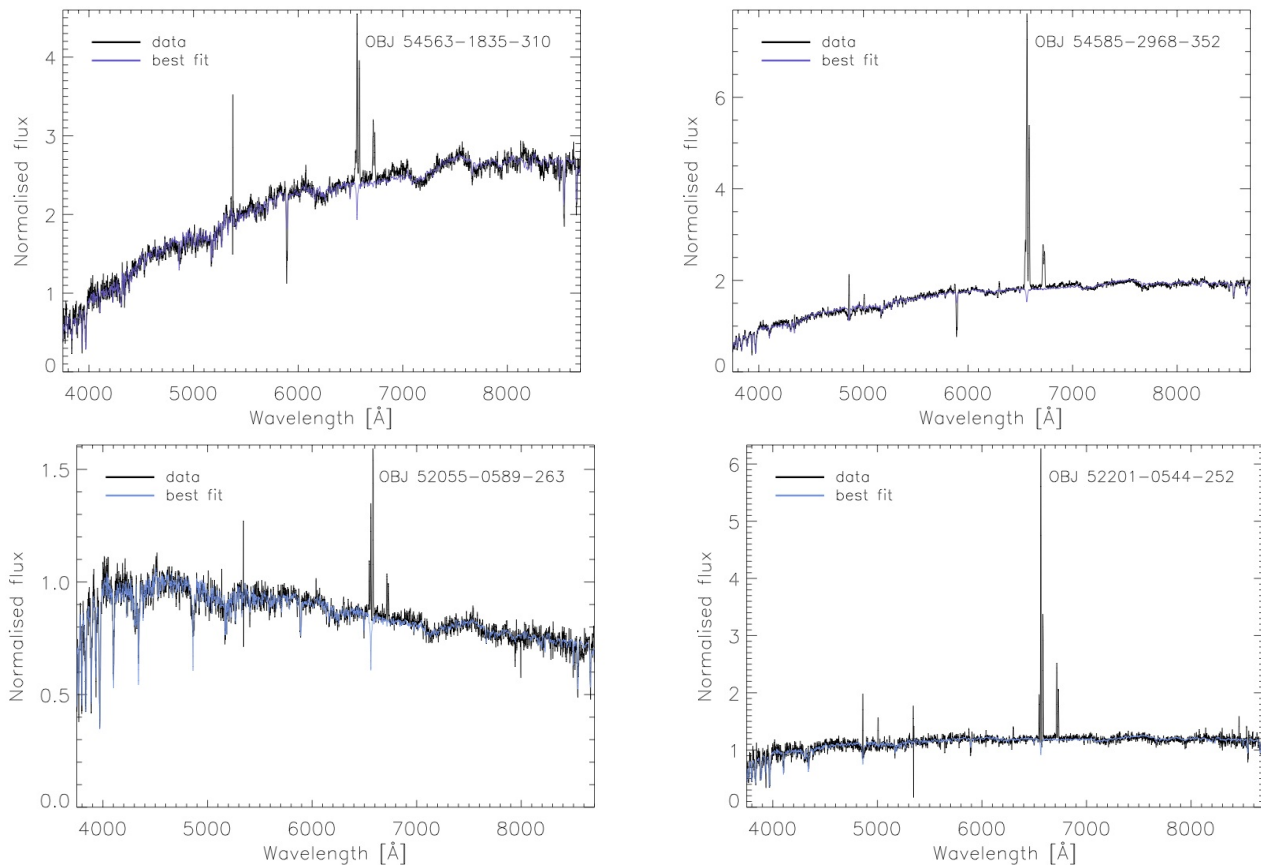 data
OBJ 54563-1835-310
best fit
4
3
2
1
0
4000 5000 6000 7000 8000
Wavelength [Å]
Normalised flux
data
OBJ 54585-2968-352
best fit
6
4
2
0
4000 5000 6000 7000 8000
Wavelength [Å]
Normalised flux
data
OBJ 52055-0589-263
best fit
1.5
1.0
0.5
0.0
4000 5000 6000 7000 8000
Wavelength [Å]
Normalised flux
data
OBJ 52201-0544-252
best fit
6
5
4
3
2
1
0
4000 5000 6000 7000 8000
Wavelength [Å]
Normalised flux